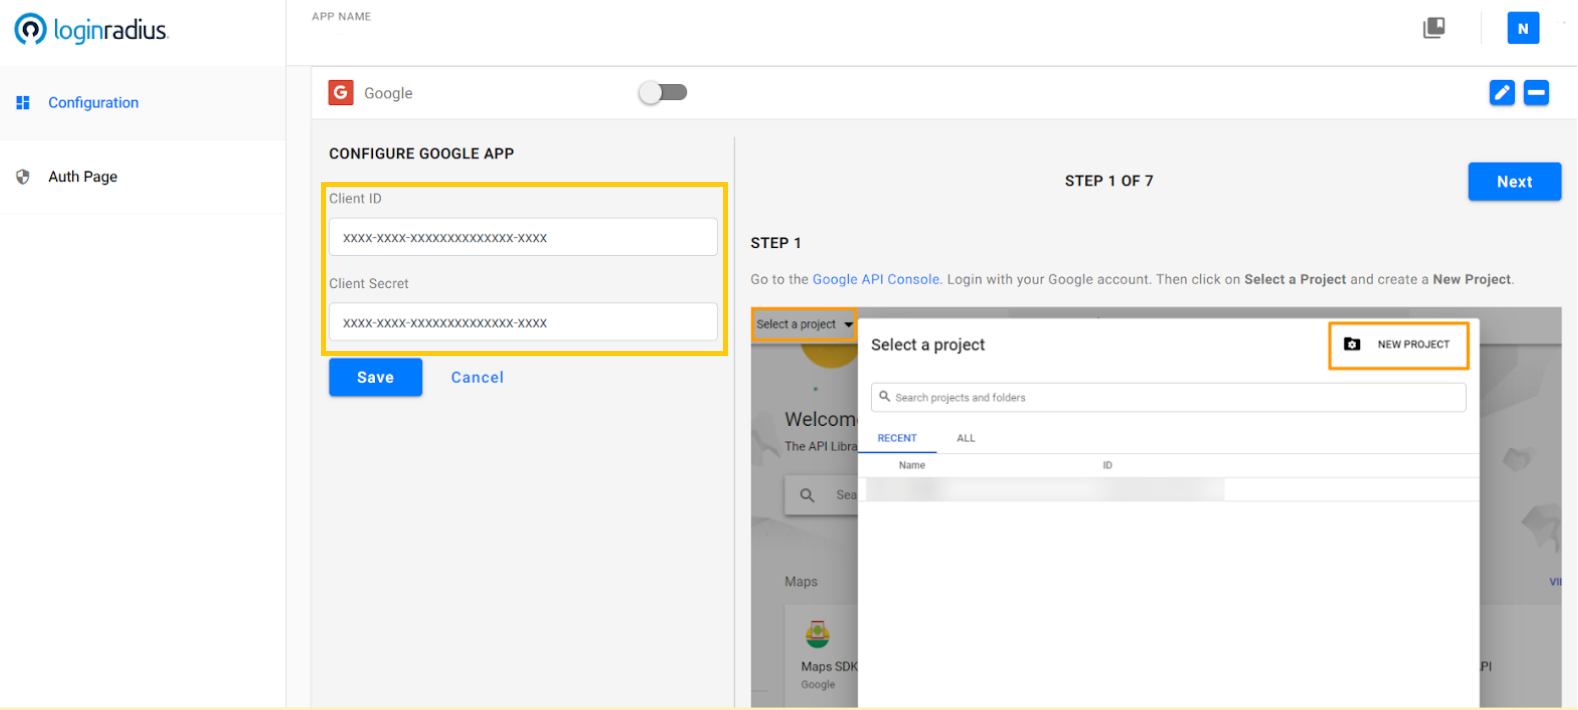 loginradius
APP NAME
N
Configuration
Auth Page
G Google
CONFIGURE GOOGLE APP
Client ID
xxxx-xxxx-xxxxxxxxxxxxxx-xxxx
Client Secret
xxxx-xxxx-xxxxxxxxxxxxxx-xxxx
Save Cancel
STEP 1 OF 7
Next
STEP 1
Go to the Google API Console. Login with your Google account. Then click on Select a Project and create a New Project.
Select a project
Select a project
NEW PROJECT
Search projects and folders
RECENT ALL
Name ID
Welcome
The API Libra
Sea
Maps
VI
Maps SDK
Google
PI